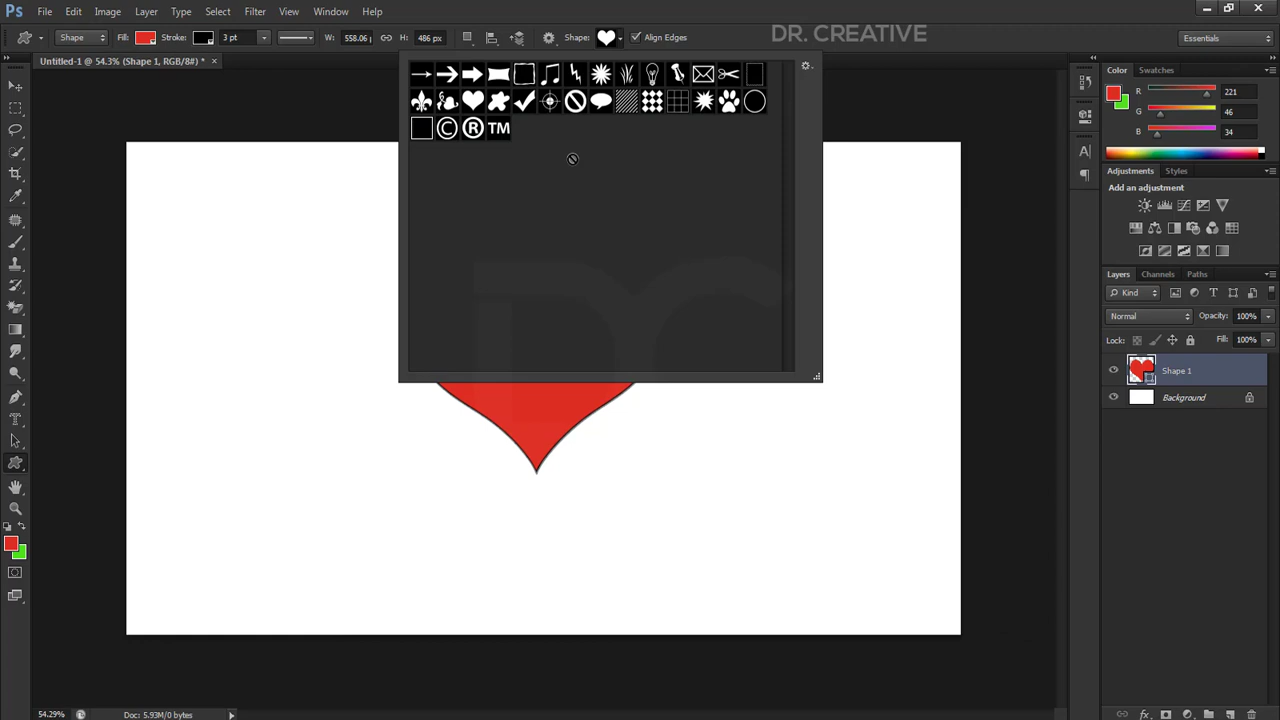 Ps File Edit Image Layer Type Select Filter View Window Help
DR. CREATIVE
Shape Fill: Stroke: 3 pt W: 558.06 p H: 486 px Shape: Align Edges Essentials
Untitled-1 @ 54.3% (Shape 1, RGB/8#) * ×
Color Swatches
R 221
G 46
B 34
© ® TM
A
Adjustments Styles
Add an adjustment
Layers Channels Paths
Kind T
Normal Opacity: 100%
Lock: Fill: 100%
Shape 1
Background
T
54.29% Doc: 5.93M/0 bytes
fx